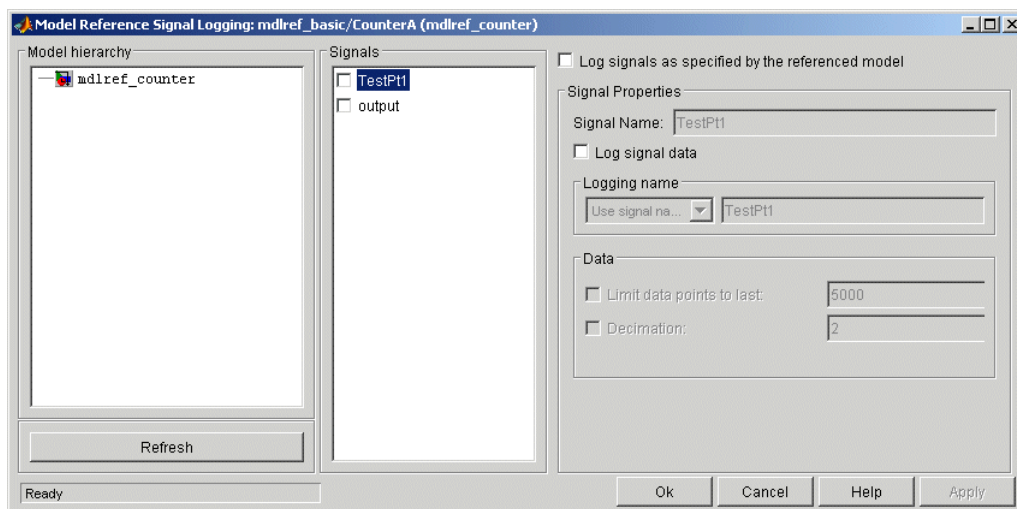 Model Reference Signal Logging: mdlref_basic/CounterA (mdlref_counter)
Model hierarchy
mdlref_counter
Refresh
Signals
TestPt1
output
Log signals as specified by the referenced model
Signal Properties
Signal Name: TestPt1
Log signal data
Logging name
Use signal na... TestPt1
Data
Limit data points to last: 5000
Decimation: 2
Ready
Ok Cancel Help Apply